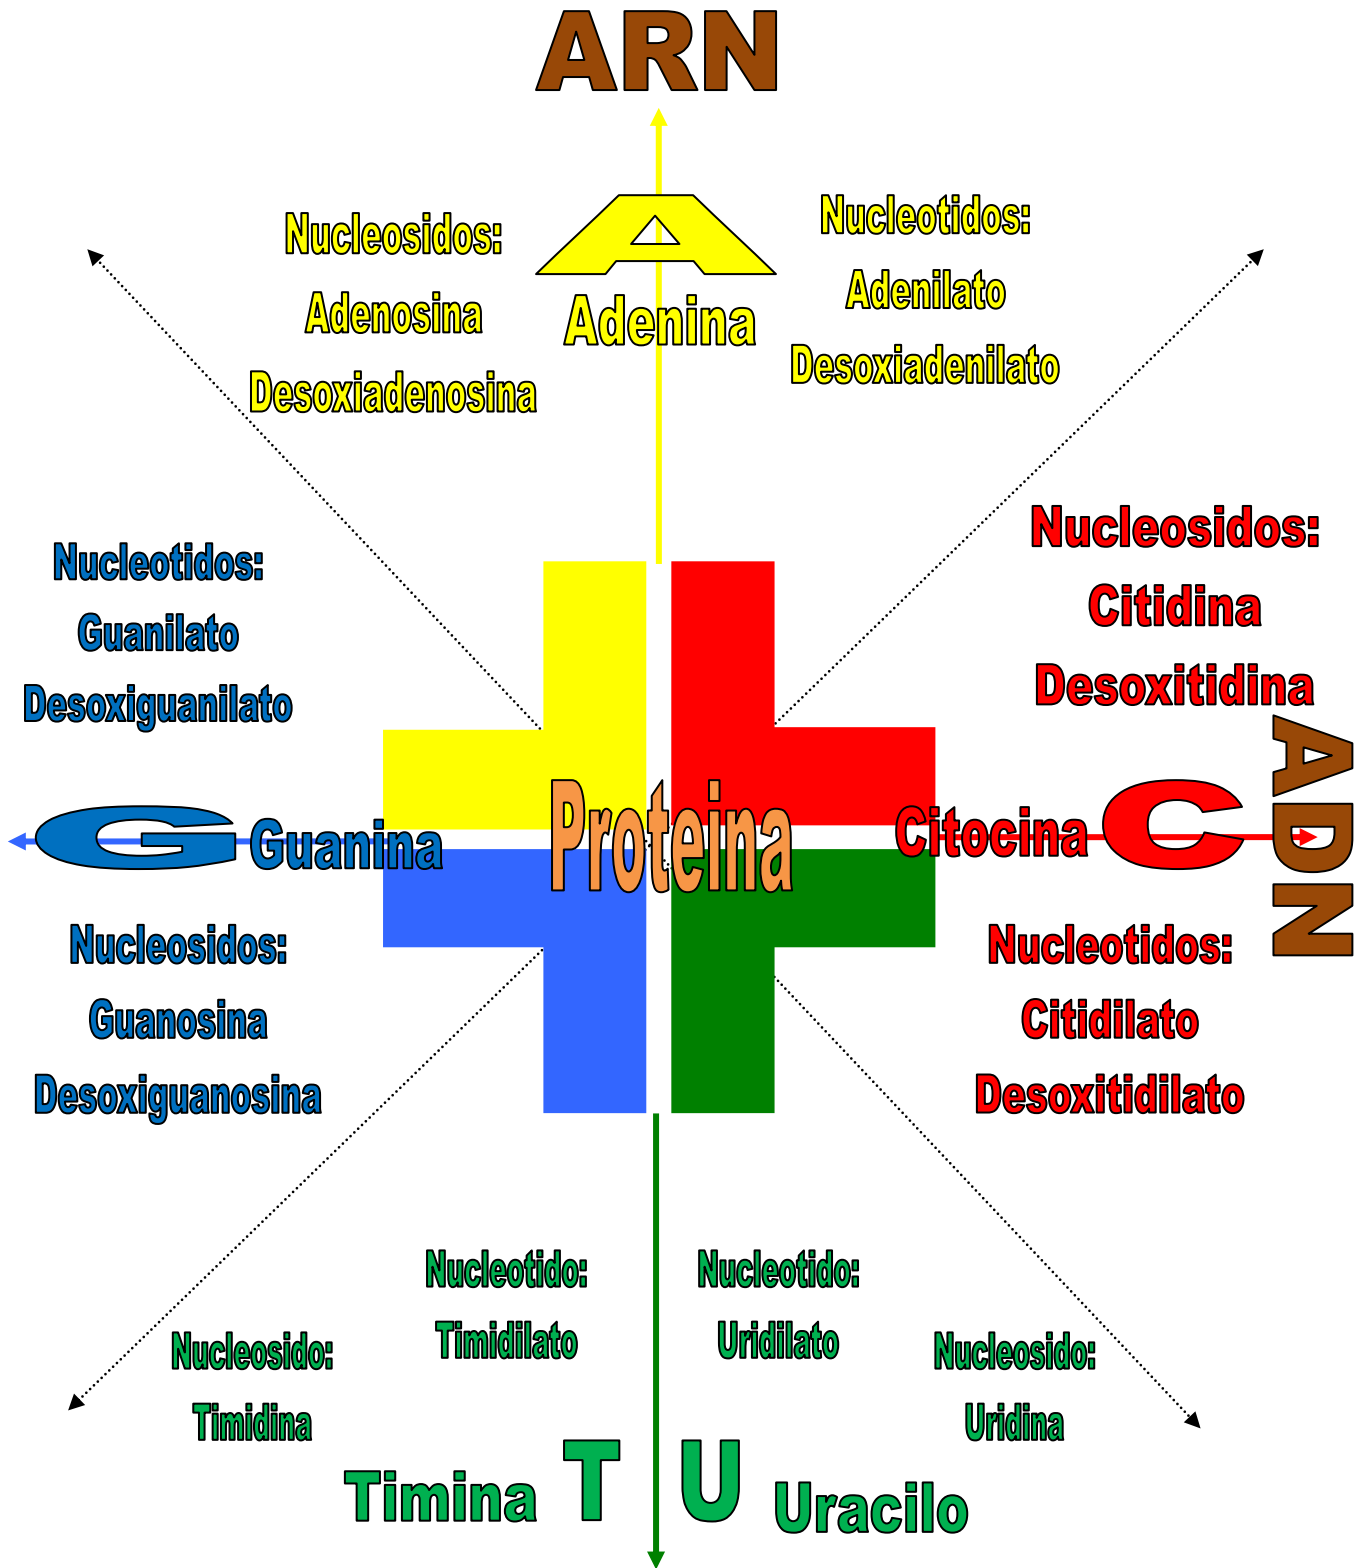 ARN
Nucleosidos:
Adenosina
Desoxiadenosina
A
Adenina
Nucleotidos:
Adenilato
Desoxiadenilato
Nucleotidos:
Guanilato
Desoxiguanilato
Nucleosidos:
Citidina
Desoxitidina
G
Guanina
Proteina
Citocina
C
ADN
Nucleosidos:
Guanosina
Desoxiguanosina
Nucleotidos:
Citidilato
Desoxitidilato
Nucleosido:
Timidina
Nucleotido:
Timidilato
Nucleotido:
Uridilato
Nucleosido:
Uridina
Timina
T
U
Uracilo